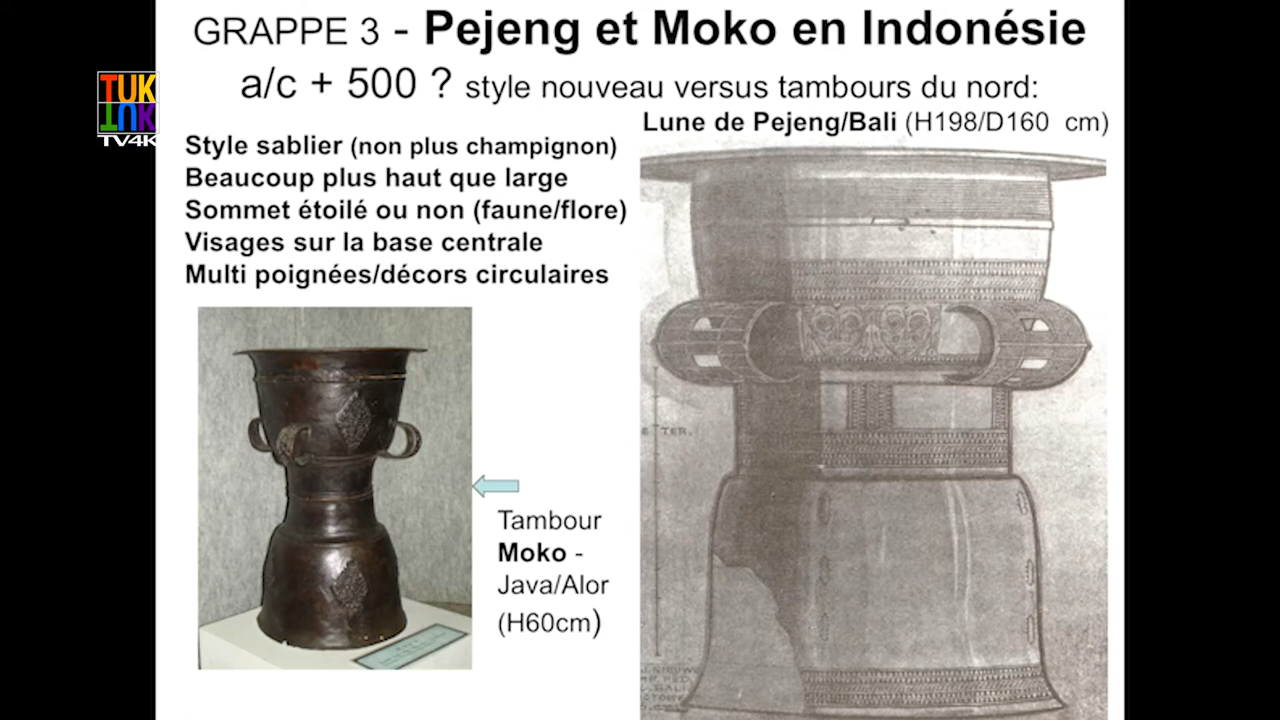 GRAPPE 3 - Pejeng et Moko en Indonésie
a/c + 500 ? style nouveau versus tambours du nord:
TUK
TUK
TV4K
Lune de Pejeng/Bali (H198/D160 cm)
Style sablier (non plus champignon)
Beaucoup plus haut que large
Sommet étoilé ou non (faune/flore)
Visages sur la base centrale
Multi poignées/décors circulaires
Tambour
Moko -
Java/Alor
(H60cm)